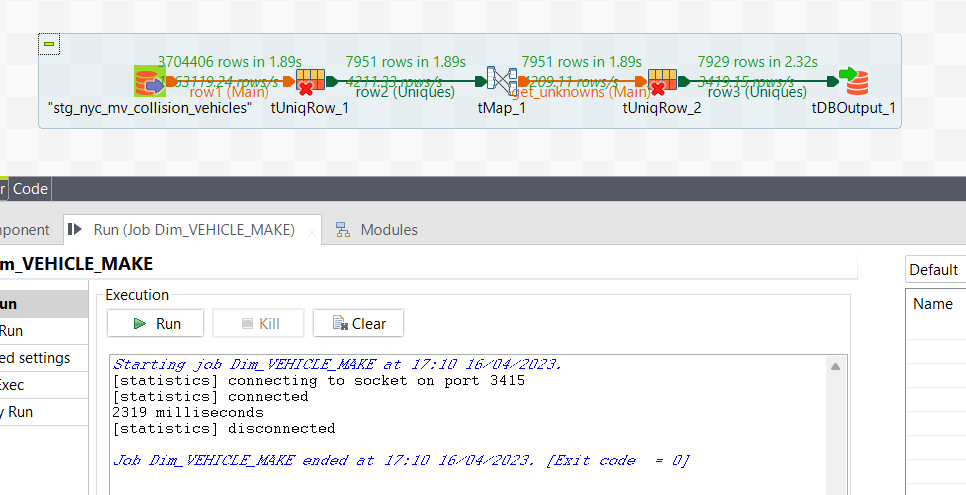 3704406 rows in 1.89s
7951 rows in 1.89s
7951 rows in 1.89s
7929 rows in 2.32s
4211.33 rows/s
4209.11 rows/s
3419.15 rows/s
row1 (Main)
row2 (Uniques)
get_unknowns (Main)
row3 (Uniques)
"stg_nyc_mv_collision_vehicles"
tUniqRow_1
tMap_1
tUniqRow_2
tDBOutput_1
r
Code
mponent
Run (Job Dim_VEHICLE_MAKE)
Modules
m_VEHICLE_MAKE
Default
un
Run
ed settings
Exec
y Run
Execution
Run
Kill
Clear
Name
Starting job Dim_VEHICLE_MAKE at 17:10 16/04/2023.
[statistics] connecting to socket on port 3415
[statistics] connected
2319 milliseconds
[statistics] disconnected
Job Dim_VEHICLE_MAKE ended at 17:10 16/04/2023. [Exit code  = 0]